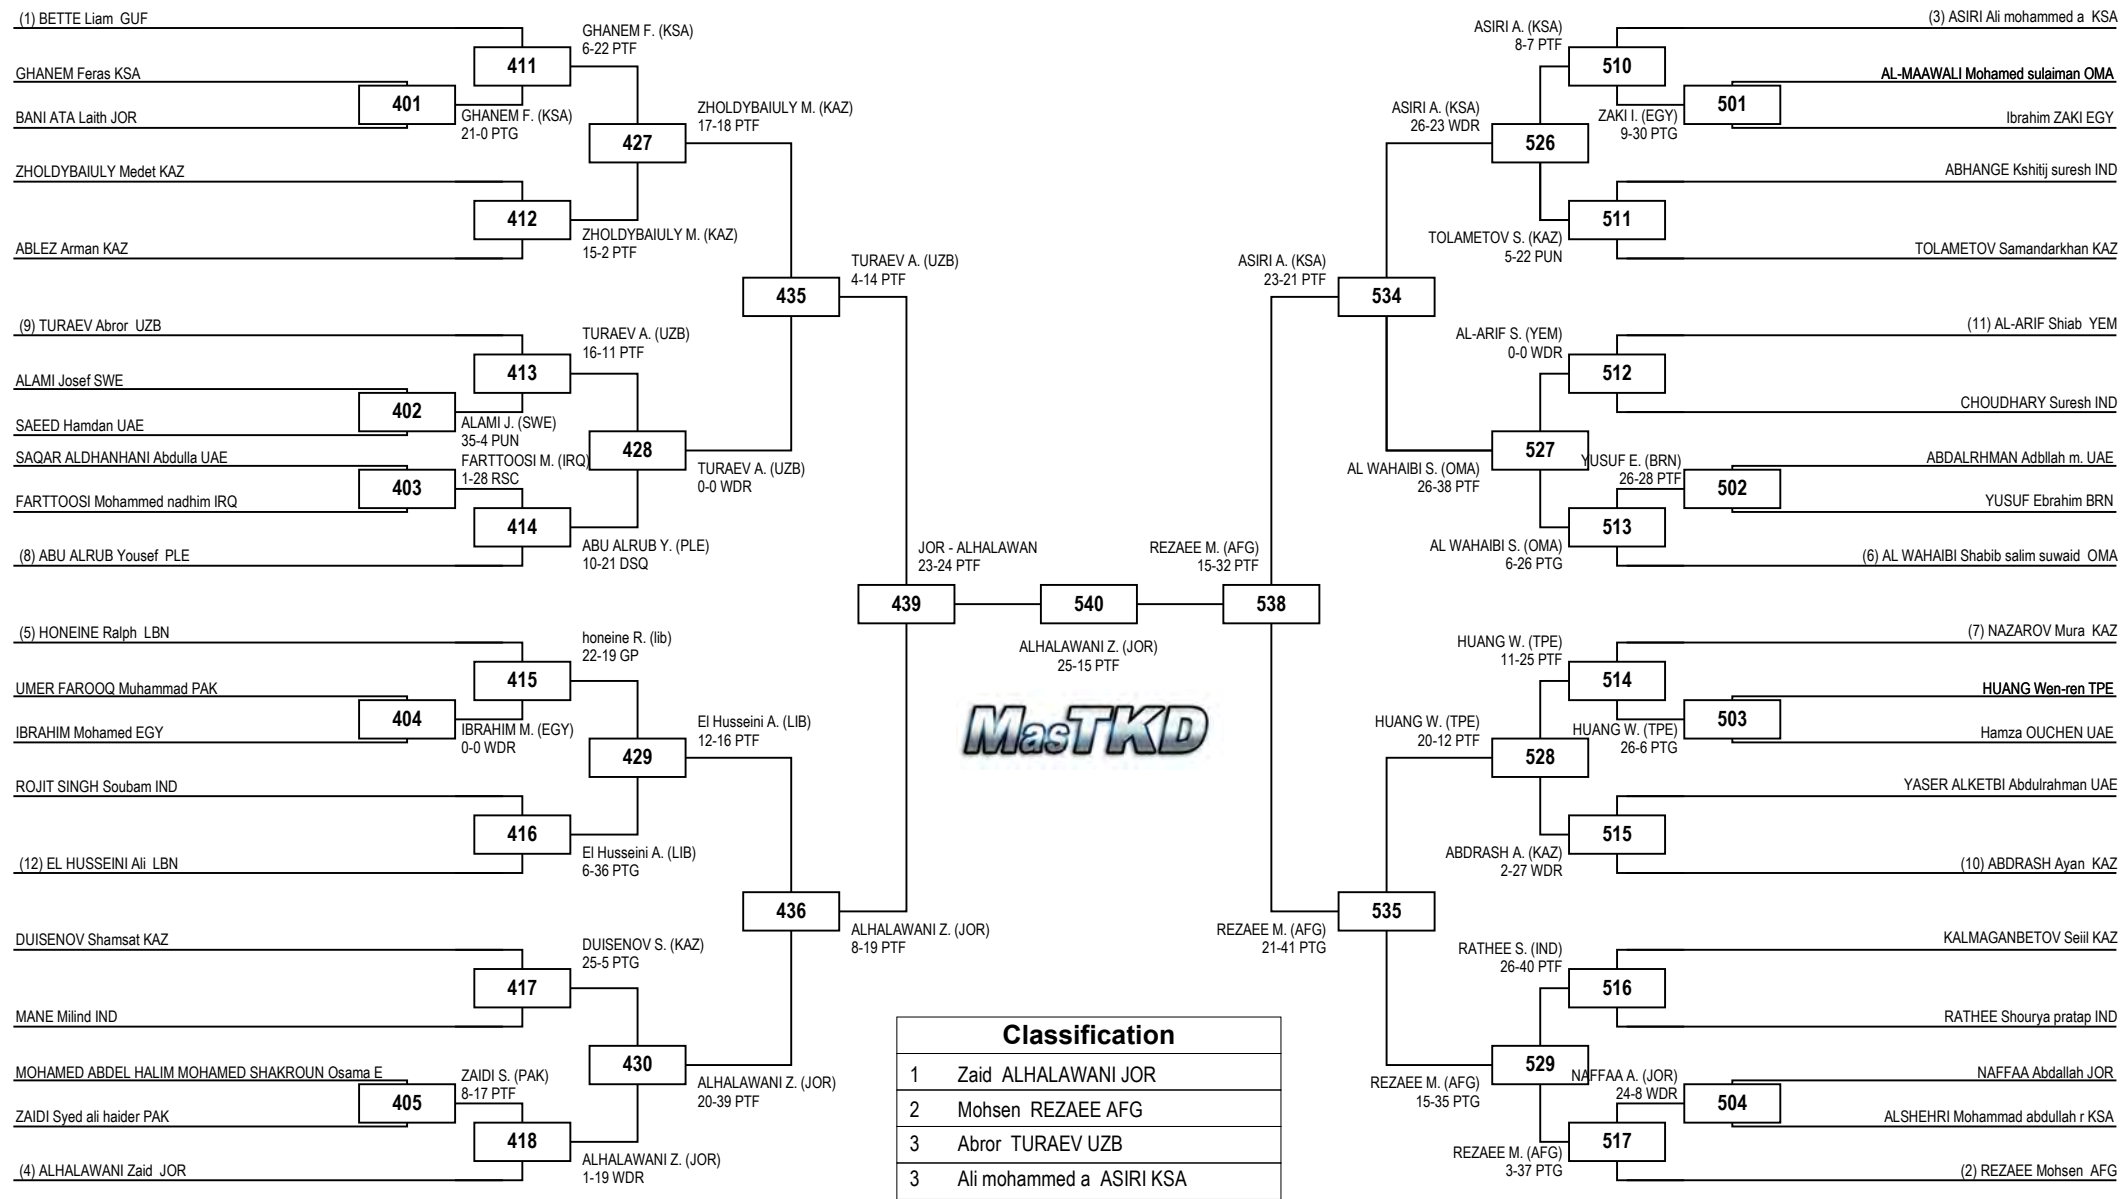 (1) BETTE Liam  GUF
GHANEM Feras KSA
BANI ATA Laith JOR
ZHOLDYBAIULY Medet KAZ
ABLEZ Arman KAZ
(9) TURAEV Abror  UZB
ALAMI Josef SWE
SAEED Hamdan UAE
SAQAR ALDHANHANI Abdulla UAE
FARTTOOSI Mohammed nadhim IRQ
(8) ABU ALRUB Yousef  PLE
(5) HONEINE Ralph  LBN
UMER FAROOQ Muhammad PAK
IBRAHIM Mohamed EGY
ROJIT SINGH Soubam IND
(12) EL HUSSEINI Ali  LBN
DUISENOV Shamsat KAZ
MANE Milind IND
MOHAMED ABDEL HALIM MOHAMED SHAKROUN Osama E
ZAIDI Syed ali haider PAK
(4) ALHALAWANI Zaid  JOR
401
GHANEM F. (KSA)
21-0 PTG
402
ALAMI J. (SWE)
35-4 PUN
FARTTOOSI M. (IRQ)
1-28 RSC
403
404
IBRAHIM M. (EGY)
0-0 WDR
ZAIDI S. (PAK)
8-17 PTF
405
411
GHANEM F. (KSA)
6-22 PTF
412
ZHOLDYBAIULY M. (KAZ)
15-2 PTF
TURAEV A. (UZB)
16-11 PTF
413
414
ABU ALRUB Y. (PLE)
10-21 DSQ
honeine R. (lib)
22-19 GP
415
416
El Husseini A. (LIB)
6-36 PTG
DUISENOV S. (KAZ)
25-5 PTG
417
418
ALHALAWANI Z. (JOR)
1-19 WDR
ZHOLDYBAIULY M. (KAZ)
17-18 PTF
427
428
TURAEV A. (UZB)
0-0 WDR
El Husseini A. (LIB)
12-16 PTF
429
430
ALHALAWANI Z. (JOR)
20-39 PTF
TURAEV A. (UZB)
4-14 PTF
435
436
ALHALAWANI Z. (JOR)
8-19 PTF
JOR - ALHALAWAN
23-24 PTF
439
540
ALHALAWANI Z. (JOR)
25-15 PTF
MasTKD
REZAEE M. (AFG)
15-32 PTF
538
ASIRI A. (KSA)
23-21 PTF
534
REZAEE M. (AFG)
21-41 PTG
535
ASIRI A. (KSA)
26-23 WDR
526
527
AL WAHAIBI S. (OMA)
26-38 PTF
HUANG W. (TPE)
20-12 PTF
528
529
REZAEE M. (AFG)
15-35 PTG
ASIRI A. (KSA)
8-7 PTF
510
511
TOLAMETOV S. (KAZ)
5-22 PUN
AL-ARIF S. (YEM)
0-0 WDR
512
513
AL WAHAIBI S. (OMA)
6-26 PTG
HUANG W. (TPE)
11-25 PTF
514
515
ABDRASH A. (KAZ)
2-27 WDR
RATHEE S. (IND)
26-40 PTF
516
517
REZAEE M. (AFG)
3-37 PTG
501
ZAKI I. (EGY)
9-30 PTG
YUSUF E. (BRN)
26-28 PTF
502
503
HUANG W. (TPE)
26-6 PTG
NAFFAA A. (JOR)
24-8 WDR
504
(3) ASIRI Ali mohammed a  KSA
AL-MAAWALI Mohamed sulaiman OMA
Ibrahim ZAKI EGY
ABHANGE Kshitij suresh IND
TOLAMETOV Samandarkhan KAZ
(11) AL-ARIF Shiab  YEM
CHOUDHARY Suresh IND
ABDALRHMAN Adbllah m. UAE
YUSUF Ebrahim BRN
(6) AL WAHAIBI Shabib salim suwaid  OMA
(7) NAZAROV Mura  KAZ
HUANG Wen-ren TPE
Hamza OUCHEN UAE
YASER ALKETBI Abdulrahman UAE
(10) ABDRASH Ayan  KAZ
KALMAGANBETOV Seiil KAZ
RATHEE Shourya pratap IND
NAFFAA Abdallah JOR
ALSHEHRI Mohammad abdullah r KSA
(2) REZAEE Mohsen  AFG
Classification
1 Zaid  ALHALAWANI JOR
2 Mohsen  REZAEE AFG
3 Abror  TURAEV UZB
3 Ali mohammed a  ASIRI KSA